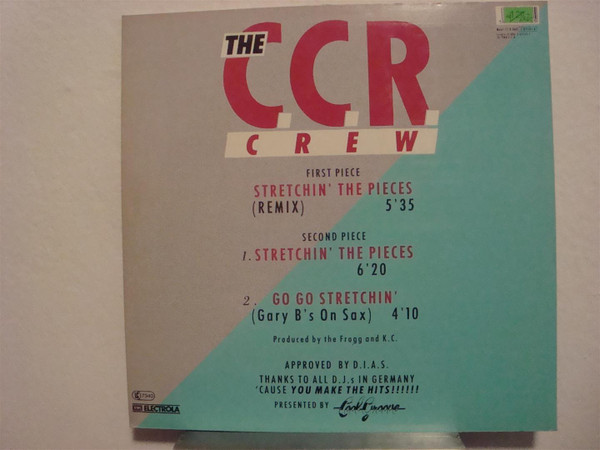 THE
C.C.R.
CREW
FIRST PIECE
STRETCHIN' THE PIECES
(REMIX) 5'35
SECOND PIECE
1. STRETCHIN' THE PIECES
6'20
2. GO GO STRETCHIN'
(Gary B's On Sax) 4'10
Produced by the Fragg and K.C.
APPROVED BY D.I.A.S.
THANKS TO ALL D.J.s IN GERMANY
'CAUSE YOU MAKE THE HITS!!!!!!
PRESENTED BY
EMI ELECTROLA